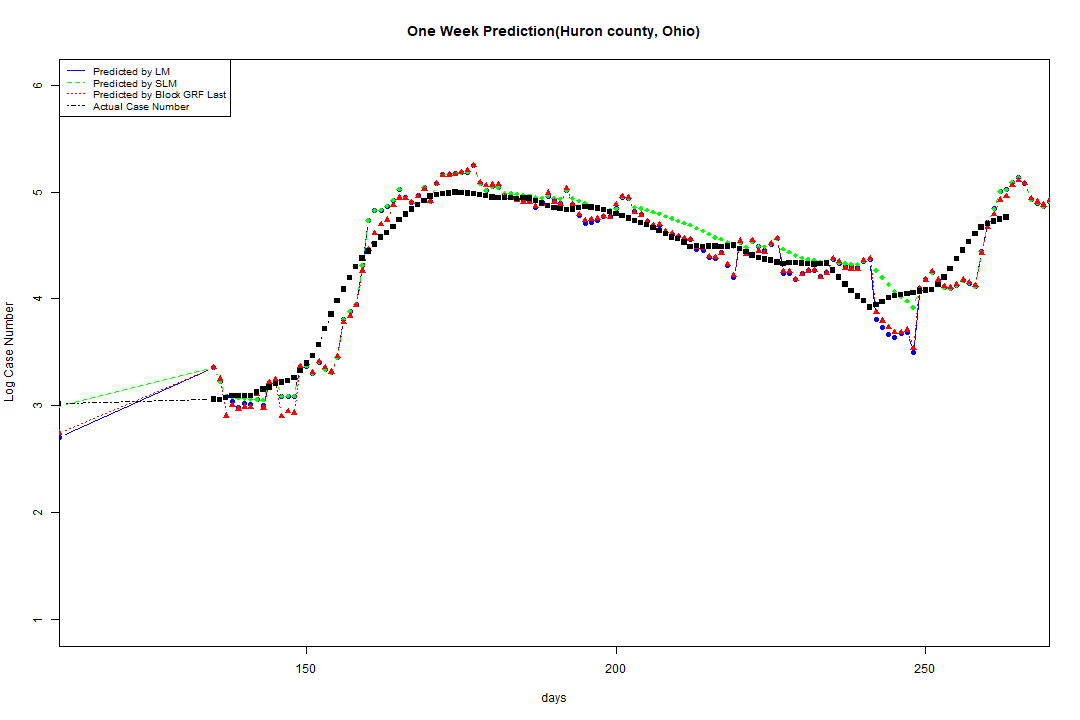 One Week Prediction(Huron county, Ohio)
Predicted by LM
Predicted by SLM
Predicted by Block GRF Last
Actual Case Number
6
5
4
3
2
1
Log Case Number
150 200 250
days